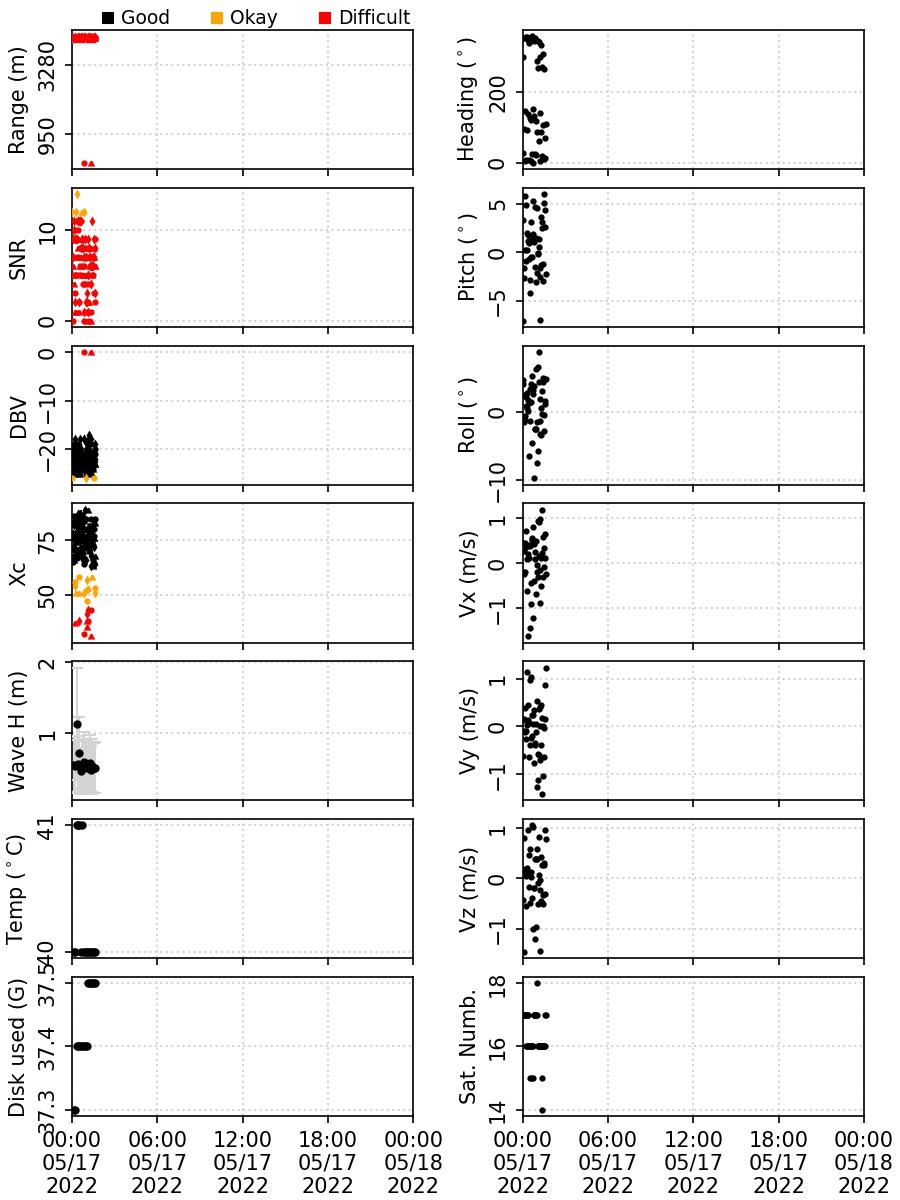 Good Okay Difficult
Range (m)
3280
950
Heading (°)
200
0
SNR
10
0
Pitch (°)
5
0
−5
DBV
0
−10
−20
Roll (°)
0
−10
Xc
75
50
Vx (m/s)
1
0
−1
Wave H (m)
2
1
Vy (m/s)
1
0
−1
Temp (°C)
41
40
Vz (m/s)
1
0
−1
Disk used (G)
37.5
37.4
37.3
Sat. Numb.
18
16
14
00:00 06:00 12:00 18:00 00:00
05/17 05/17 05/17 05/17 05/18
2022 2022 2022 2022 2022
00:00 06:00 12:00 18:00 00:00
05/17 05/17 05/17 05/17 05/18
2022 2022 2022 2022 2022